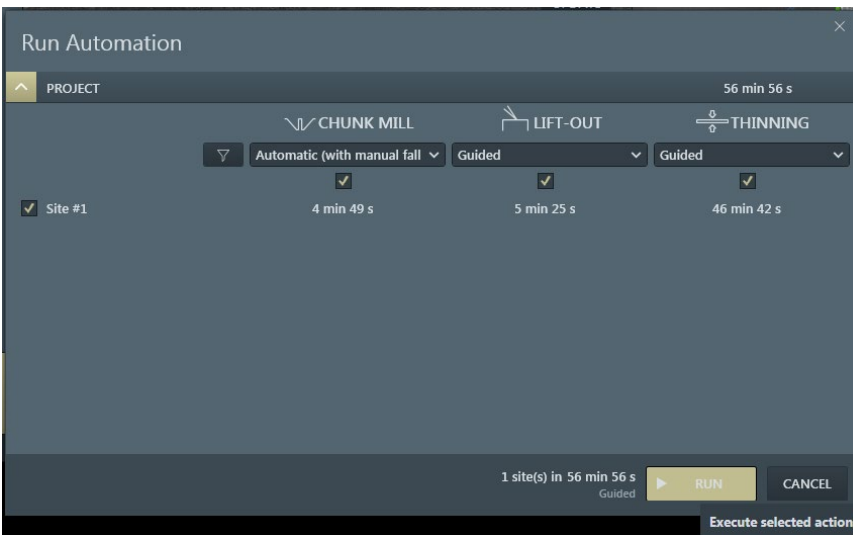 Run Automation
PROJECT 56 min 56 s
CHUNK MILL LIFT-OUT THINNING
Automatic (with manual fall Guided Guided
Site #1 4 min 49 s 5 min 25 s 46 min 42 s
1 site(s) in 56 min 56 s
Guided
RUN CANCEL
Execute selected action